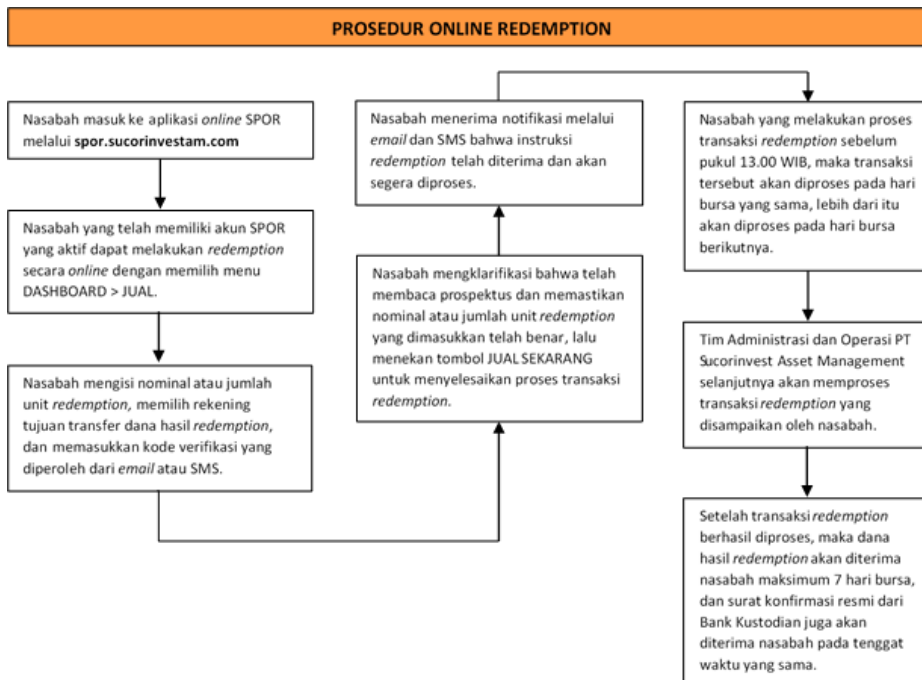 PROSEDUR ONLINE REDEMPTION
Nasabah masuk ke aplikasi online SPOR
melalui spor.sucorinvestam.com
Nasabah yang telah memiliki akun SPOR
yang aktif dapat melakukan redemption
secara online dengan memilih menu
DASHBOARD > JUAL.
Nasabah mengisi nominal atau jumlah
unit redemption, memilih rekening
tujuan transfer dana hasil redemption,
dan memasukkan kode verifikasi yang
diperoleh dari email atau SMS.
Nasabah mengklarifikasi bahwa telah
membaca prospektus dan memastikan
nominal atau jumlah unit redemption
yang dimasukkan telah benar, lalu
menekan tombol JUAL SEKARANG
untuk menyelesaikan proses transaksi
redemption.
Nasabah menerima notifikasi melalui
email dan SMS bahwa instruksi
redemption telah diterima dan akan
segera diproses.
Nasabah yang melakukan proses
transaksi redemption sebelum
pukul 13.00 WIB, maka transaksi
tersebut akan diproses pada hari
bursa yang sama, lebih dari itu
akan diproses pada hari bursa
berikutnya.
Tim Administrasi dan Operasi PT
Sucorinvest Asset Management
selanjutnya akan memproses
transaksi redemption yang
disampaikan oleh nasabah.
Setelah transaksi redemption
berhasil diproses, maka dana
hasil redemption akan diterima
nasabah maksimum 7 hari bursa,
dan surat konfirmasi resmi dari
Bank Kustodian juga akan
diterima nasabah pada tenggat
waktu yang sama.